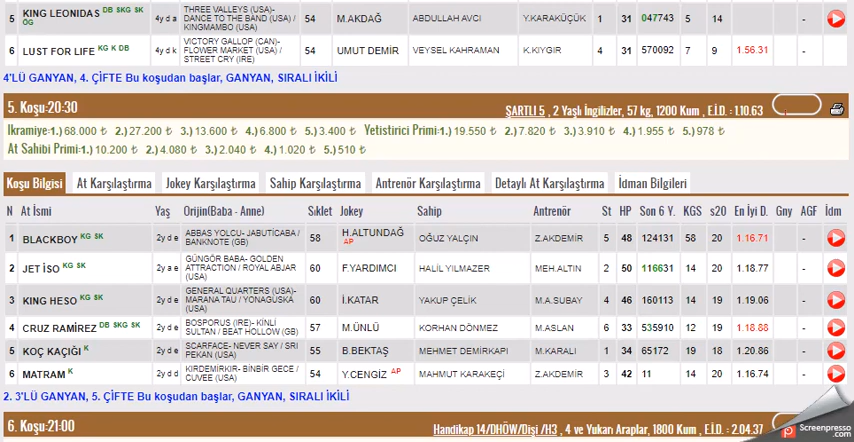 5 KING LEONIDAS DB SKG SK ÖG 4y d a THREE VALLEYS (USA)- DANCE TO THE BAND (USA) / KINGMAMBO (USA) 54 M.AKDAĞ ABDULLAH AVCI Y.KARAKÜÇÜK 1 31 047743 5 14
6 LUST FOR LIFE KG K DB 4y d k VICTORY GALLOP (CAN)- FLOWER MARKET (USA) / STREET CRY (IRE) 54 UMUT DEMİR VEYSEL KAHRAMAN K.KIYGIR 4 31 570092 7 9 1.56.31
4'LÜ GANYAN, 4. ÇİFTE Bu koşudan başlar, GANYAN, SIRALI İKİLİ
5. Koşu:20:30 ŞARTLI 5 , 2 Yaşlı İngilizler, 57 kg, 1200 Kum , E.İ.D. : 1.10.63
Ikramiye:1.) 68.000 ₺ 2.) 27.200 ₺ 3.) 13.600 ₺ 4.) 6.800 ₺ 5.) 3.400 ₺ Yetistirici Primi:1.) 19.550 ₺ 2.) 7.820 ₺ 3.) 3.910 ₺ 4.) 1.955 ₺ 5.) 978 ₺
At Sahibi Primi:1.) 10.200 ₺ 2.) 4.080 ₺ 3.) 2.040 ₺ 4.) 1.020 ₺ 5.) 510 ₺
Koşu Bilgisi At Karşılaştırma Jokey Karşılaştırma Sahip Karşılaştırma Antrenör Karşılaştırma Detaylı At Karşılaştırma İdman Bilgileri
N At İsmi Yaş Orijin(Baba - Anne) Sıklet Jokey Sahip Antrenör St HP Son 6 Y. KGS s20 En İyi D. Gny AGF İdm
1 BLACKBOY KG SK 2y d e ABBAS YOLCU- JABUTİCABA / BANKNOTE (GB) 58 H.ALTUNDAĞ AP OĞUZ YALÇIN Z.AKDEMİR 5 48 124131 58 20 1.16.71
2 JET İSO KG SK 2y a e GÜNGÖR BABA- GOLDEN ATTRACTION / ROYAL ABJAR (USA) 60 F.YARDIMCI HALİL YILMAZER MEH.ALTIN 2 50 116631 14 20 1.18.77
3 KING HESO KG SK 2y d e GENERAL QUARTERS (USA)- MARANA TAU / YONAGUSKA (USA) 60 İ.KATAR YAKUP ÇELİK M.A.SUBAY 4 46 160113 14 19 1.19.06
4 CRUZ RAMİREZ DB SKG SK 2y d e BOSPORUS (IRE)- KİNLİ SULTAN / BEAT HOLLOW (GB) 57 M.ÜNLÜ KORHAN DÖNMEZ M.ASLAN 6 33 535910 12 19 1.18.88
5 KOÇ KAÇIĞI K 2y d e SCARFACE- NEVER SAY / SRI PEKAN (USA) 55 B.BEKTAŞ MEHMET DEMİRKAPI M.KARALI 1 34 65172 19 18 1.20.86
6 MATRAM K 2y d d KIRDEMİRKIR- BİNBİR GECE / CUVEE (USA) 54 Y.CENGİZ AP MAHMUT KARAKEÇİ Z.AKDEMİR 3 42 11 14 20 1.16.74
2. 3'LÜ GANYAN, 5. ÇİFTE Bu koşudan başlar, GANYAN, SIRALI İKİLİ
6. Koşu:21:00 Handikap 14/DHÖW/Dişi /H3 , 4 ve Yukarı Araplar, 1800 Kum , E.İ.D. : 2.04.37
Screenpresso.com